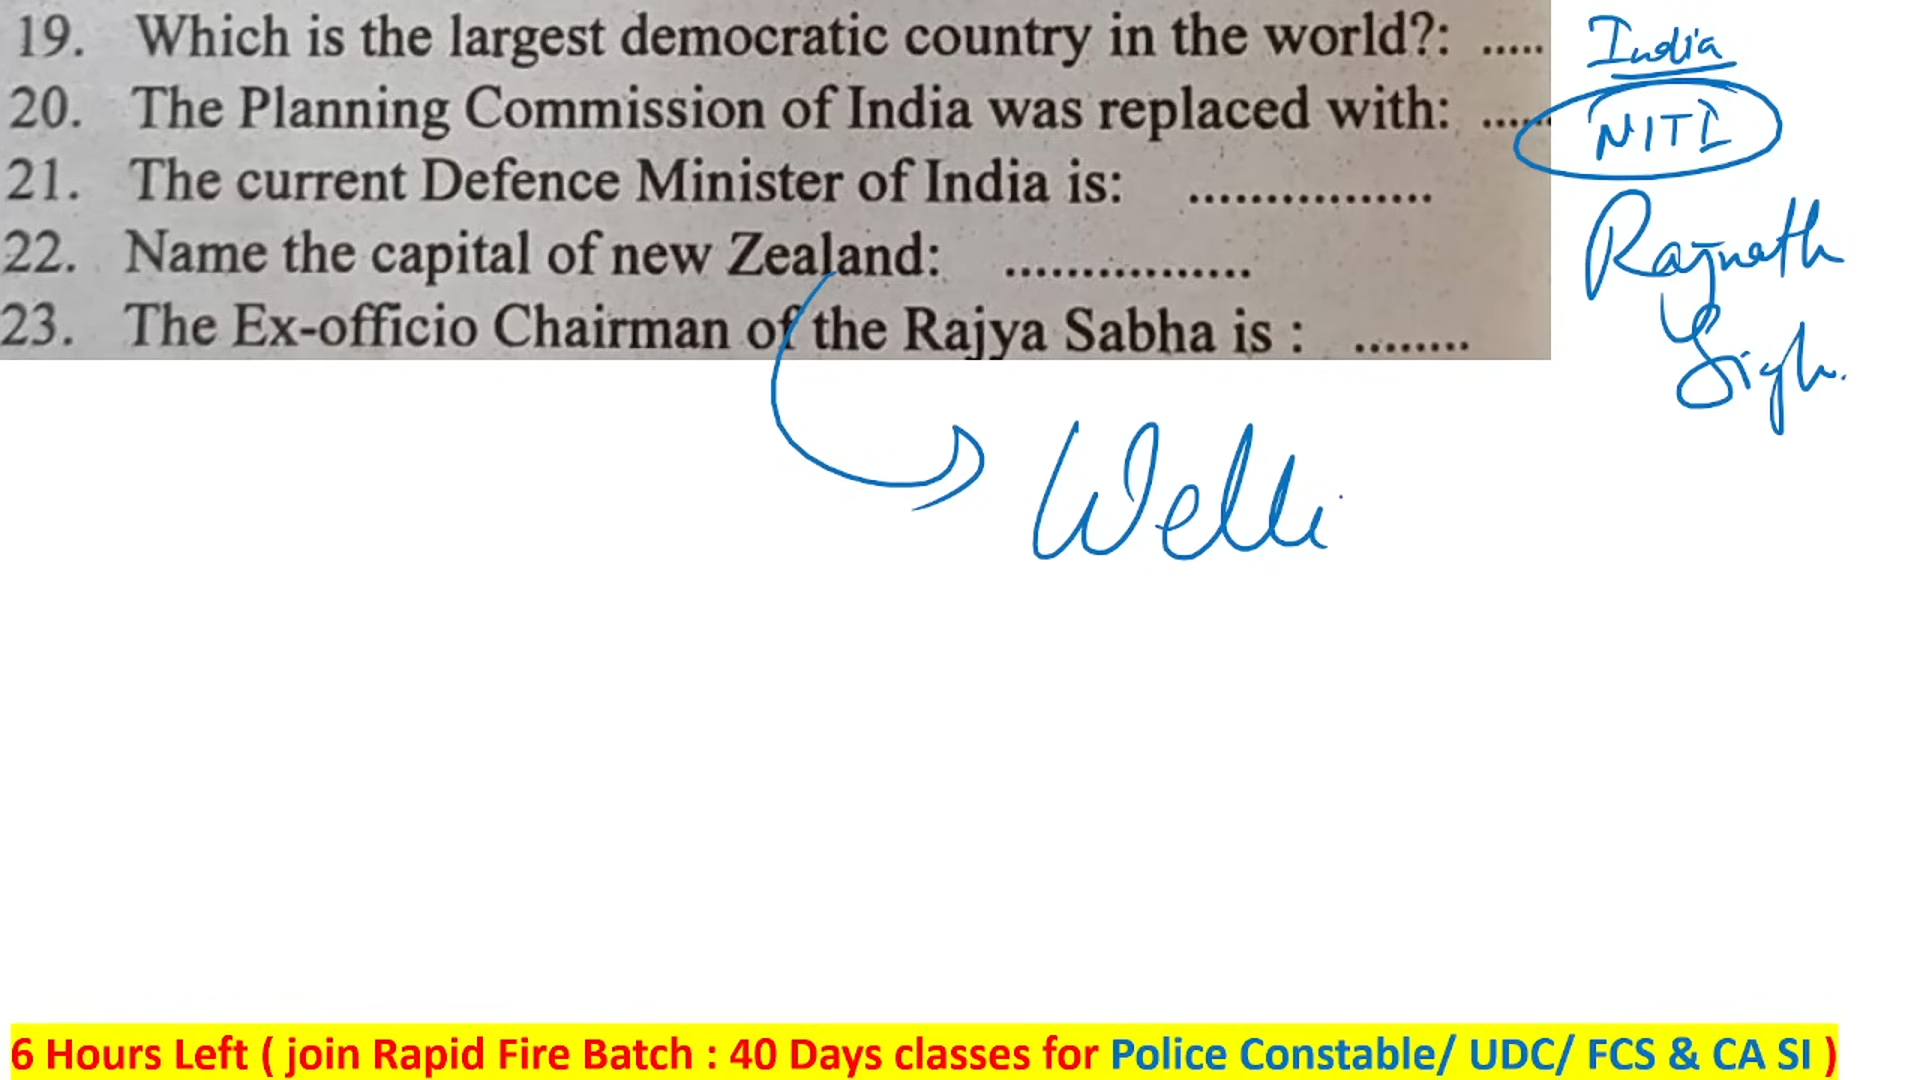 19. Which is the largest democratic country in the world?: ..... India
20. The Planning Commission of India was replaced with: ...... NITI
21. The current Defence Minister of India is: ................ Rajnath
Singh.
22. Name the capital of new Zealand: ................
23. The Ex-officio Chairman of the Rajya Sabha is : ........
Welli
6 Hours Left ( join Rapid Fire Batch : 40 Days classes for Police Constable/ UDC/ FCS & CA SI )